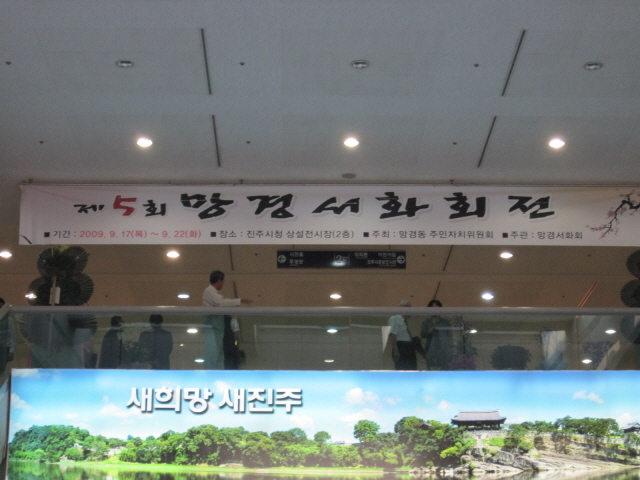 제5회 망경서화회전
■ 기간 : 2009. 9. 17(목) ~ 9. 22(화) ■ 장소 : 진주시청 상설전시장(2층) ■ 주최 : 망경동 주민자치위원회 ■ 주관 : 망경서화회
새희망 새진주